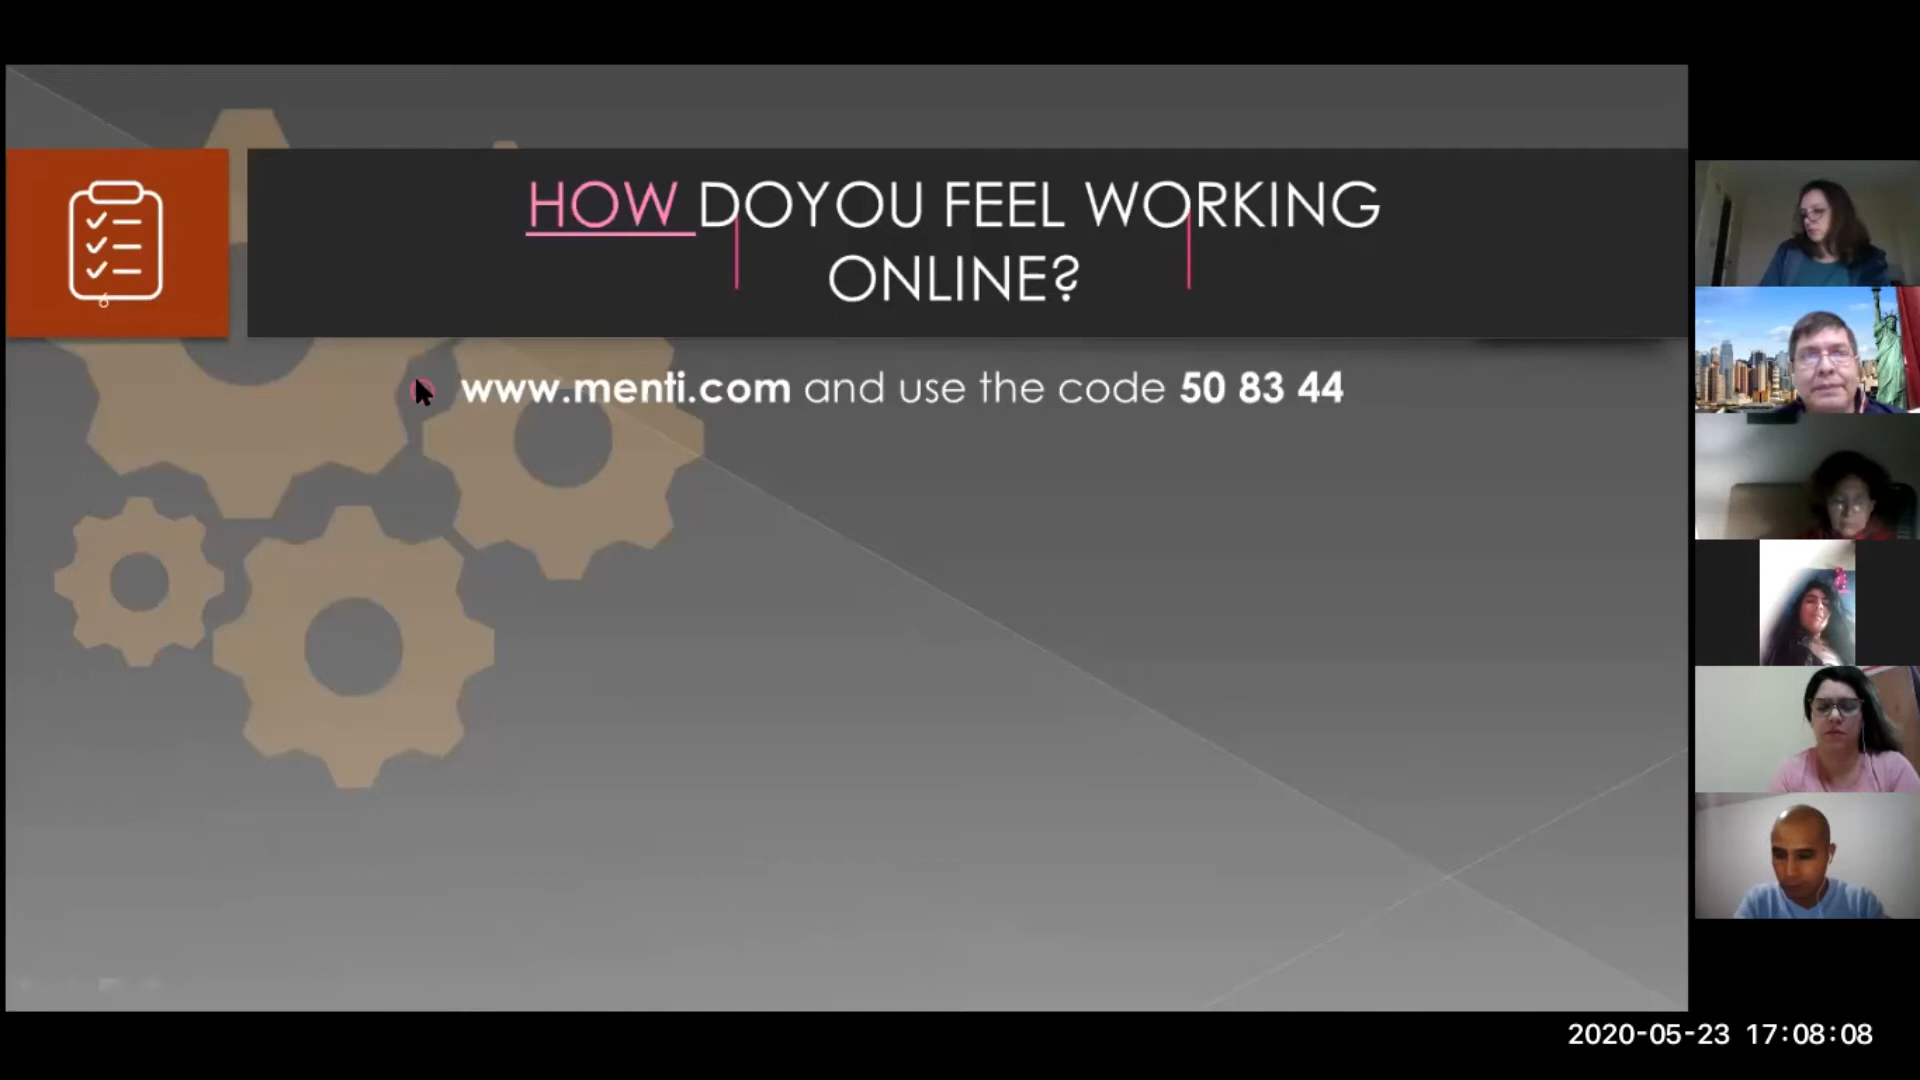 HOW DOYOU FEEL WORKING
ONLINE?
6
www.menti.com and use the code 50 83 44
2020-05-23 17:08:08